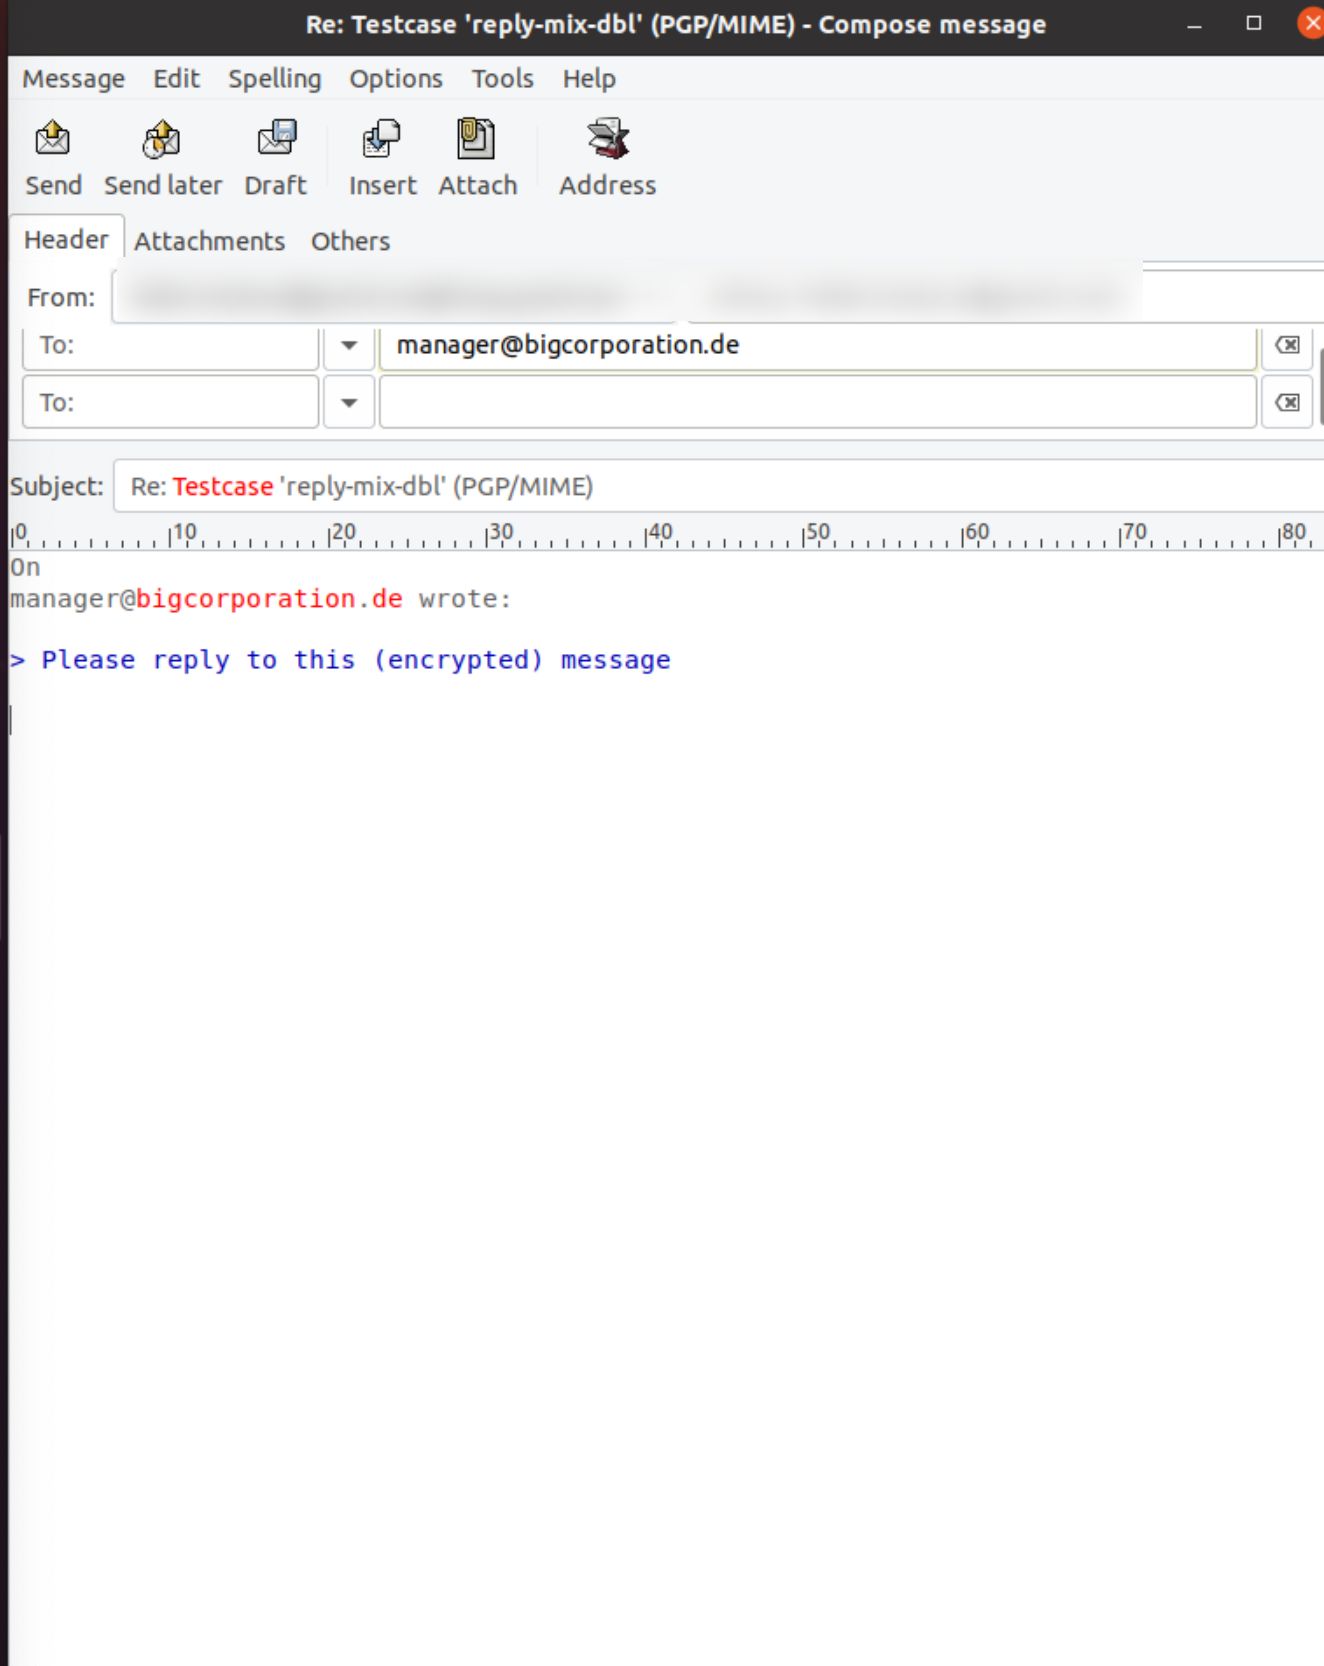 Re: Testcase 'reply-mix-dbl' (PGP/MIME) - Compose message
Message Edit Spelling Options Tools Help
Send Send later Draft Insert Attach Address
Header Attachments Others
From:
To: manager@bigcorporation.de
To:
Subject: Re: Testcase 'reply-mix-dbl' (PGP/MIME)
0 10 20 30 40 50 60 70 80
On
manager@bigcorporation.de wrote:
> Please reply to this (encrypted) message